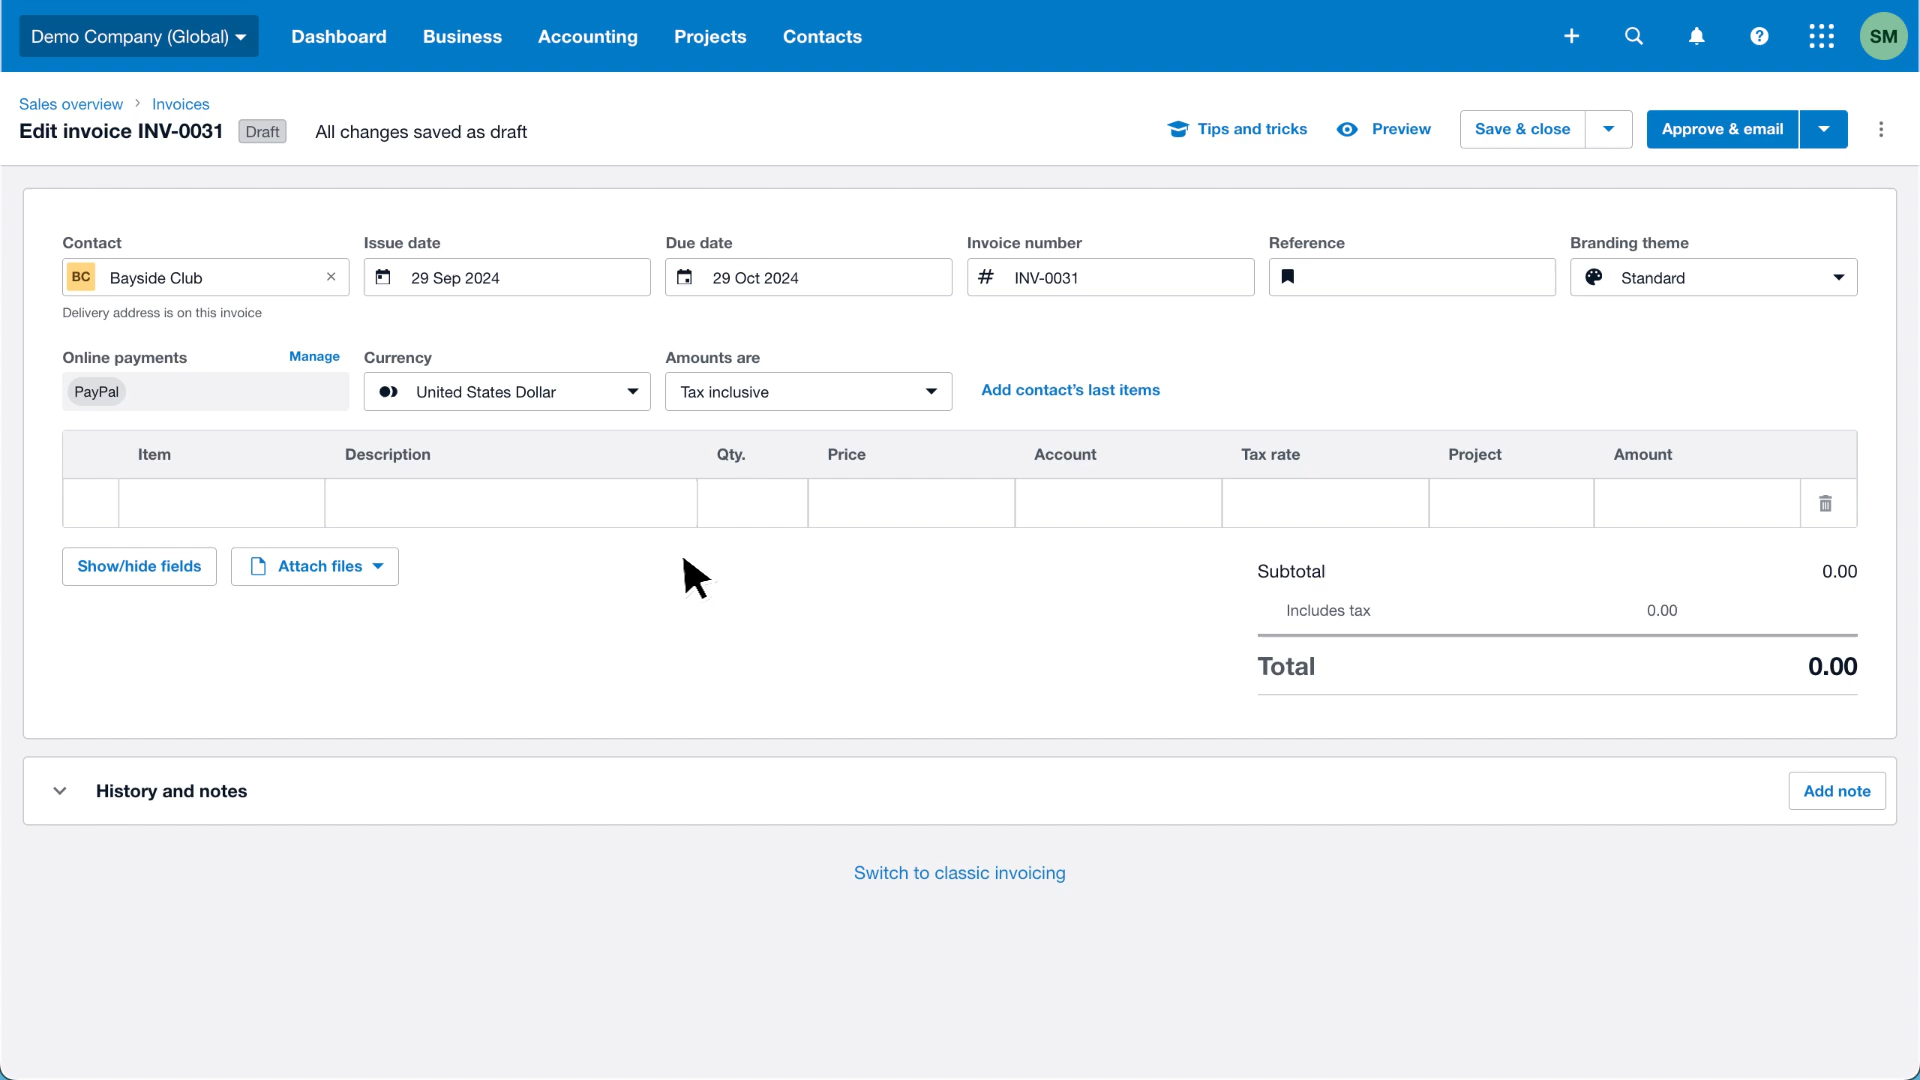 Demo Company (Global) Dashboard Business Accounting Projects Contacts SM
Sales overview Invoices
Edit invoice INV-0031 Draft All changes saved as draft Tips and tricks Preview Save & close Approve & email
Contact Issue date Due date Invoice number Reference Branding theme
BC Bayside Club 29 Sep 2024 29 Oct 2024 # INV-0031 Standard
Delivery address is on this invoice
Online payments Manage Currency Amounts are
PayPal United States Dollar Tax inclusive Add contact's last items
Item Description Qty. Price Account Tax rate Project Amount
Show/hide fields Attach files
Subtotal 0.00
Includes tax 0.00
Total 0.00
History and notes Add note
Switch to classic invoicing